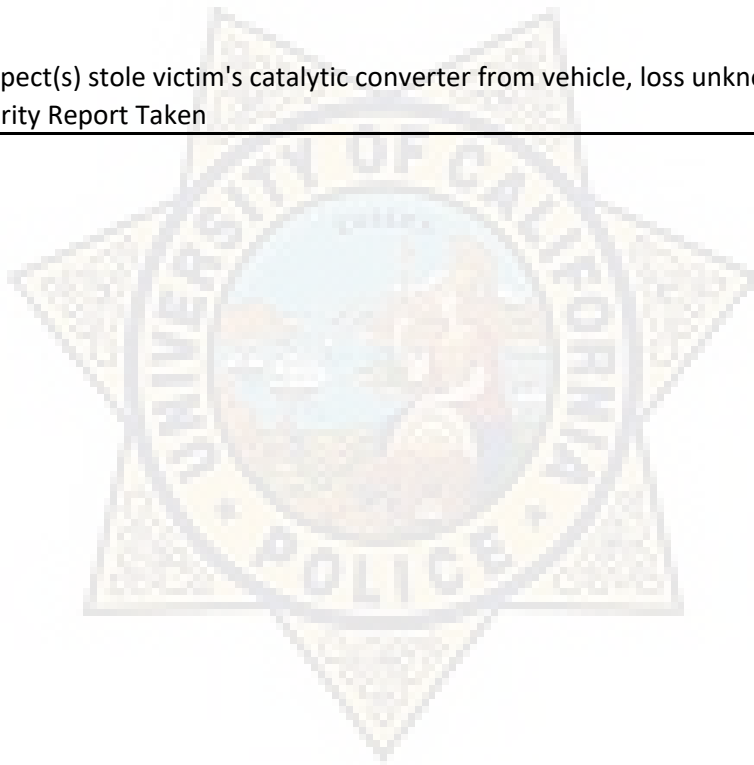 pect(s) stole victim's catalytic converter from vehicle, loss unkn
rity Report Taken
UNIVERSITY OF CALIFORNIA
POLICE